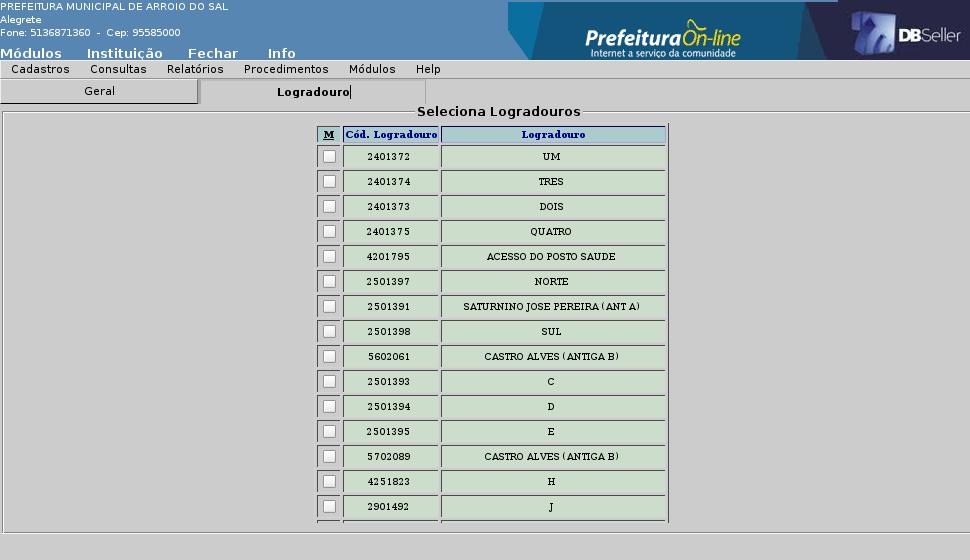 PREFEITURA MUNICIPAL DE ARROIO DO SAL
Alegrete
Fone: 5136871360 - Cep: 95585000
Módulos Instituição Fechar Info
Prefeitura On-line
Internet a serviço da comunidade
DBSeller
Cadastros Consultas Relatórios Procedimentos Módulos Help
Geral Logradouro
Seleciona Logradouros
M Cód. Logradouro Logradouro
2401372 UM
2401374 TRES
2401373 DOIS
2401375 QUATRO
4201795 ACESSO DO POSTO SAUDE
2501397 NORTE
2501391 SATURNINO JOSE PEREIRA (ANT A)
2501398 SUL
5602061 CASTRO ALVES (ANTIGA B)
2501393 C
2501394 D
2501395 E
5702089 CASTRO ALVES (ANTIGA B)
4251823 H
2901492 J